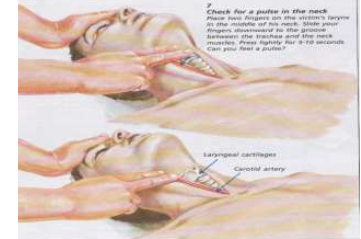 7
Check for a pulse in the neck
Place two fingers on the victim's larynx
in the middle of his neck. Slide your
fingers downward to the groove
between the trachea and the neck
muscles. Press lightly for 5-10 seconds.
Can you feel a pulse?
Laryngeal cartilages
Carotid artery